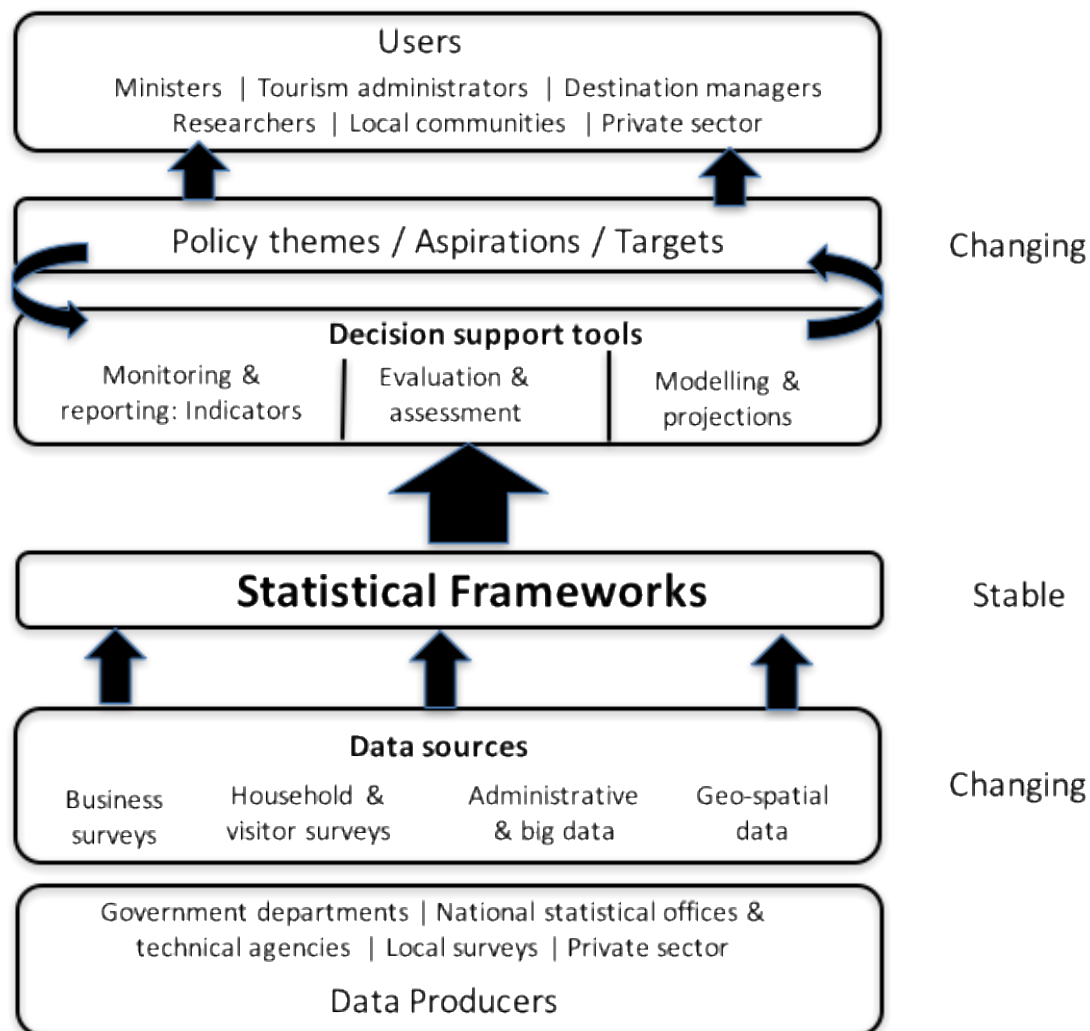 Users
Ministers | Tourism administrators | Destination managers
Researchers | Local communities | Private sector
Policy themes / Aspirations / Targets
Changing
Decision support tools
Monitoring &
reporting: Indicators
Evaluation &
assessment
Modelling &
projections
Statistical Frameworks
Stable
Data sources
Business
surveys
Household &
visitor surveys
Administrative
& big data
Geo-spatial
data
Changing
Government departments | National statistical offices &
technical agencies | Local surveys | Private sector
Data Producers